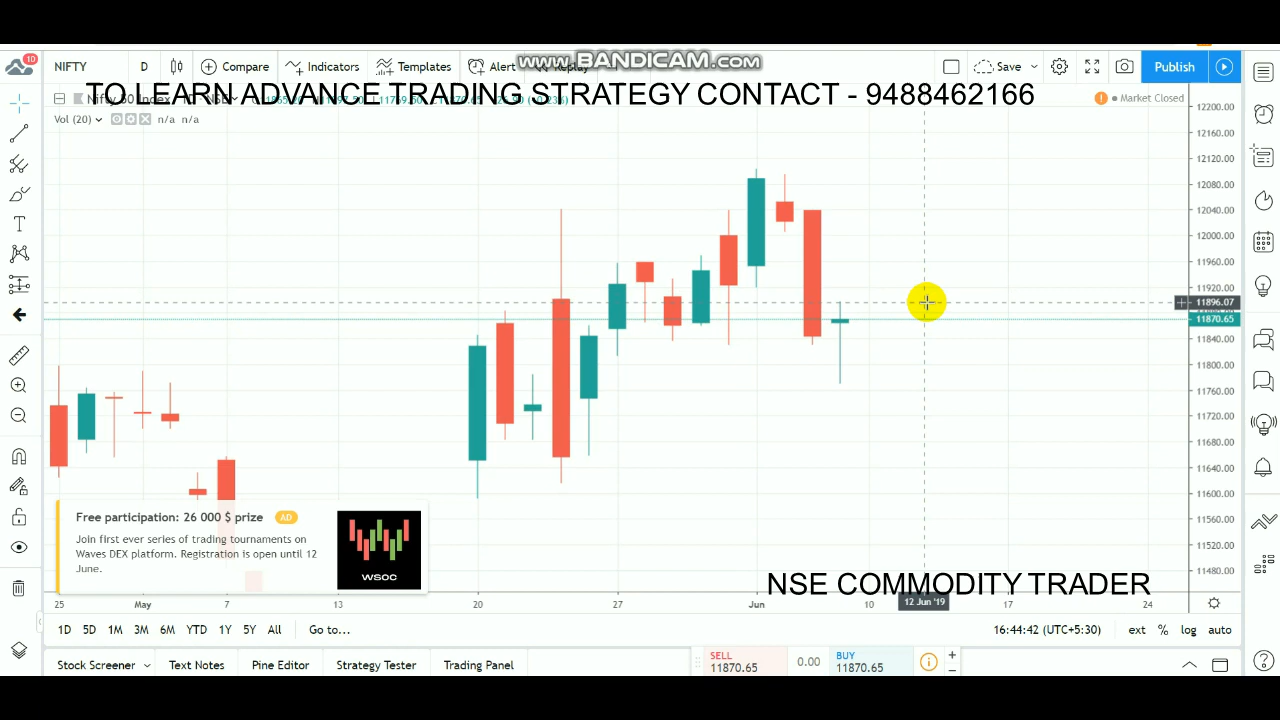 www.BANDICAM.com
10
NIFTY D Compare Indicators Templates Alert Replay Save Publish
TO LEARN ADVANCE TRADING STRATEGY CONTACT - 9488462166
Nifty 50 Index
Market Closed
Vol (20) n/a n/a
12200.00
12160.00
12120.00
12080.00
12040.00
12000.00
11960.00
11920.00
11896.07
11870.65
11840.00
11800.00
11760.00
11720.00
11680.00
11640.00
11600.00
11560.00
11520.00
11480.00
Free participation: 26 000 $ prize AD
Join first ever series of trading tournaments on
Waves DEX platform. Registration is open until 12
June.
WSOC
NSE COMMODITY TRADER
25 May 7 13 20 27 Jun 10 12 Jun '19 17 24
1D 5D 1M 3M 6M YTD 1Y 5Y All Go to... 16:44:42 (UTC+5:30) ext % log auto
Stock Screener Text Notes Pine Editor Strategy Tester Trading Panel
SELL
11870.65
0.00
BUY
11870.65